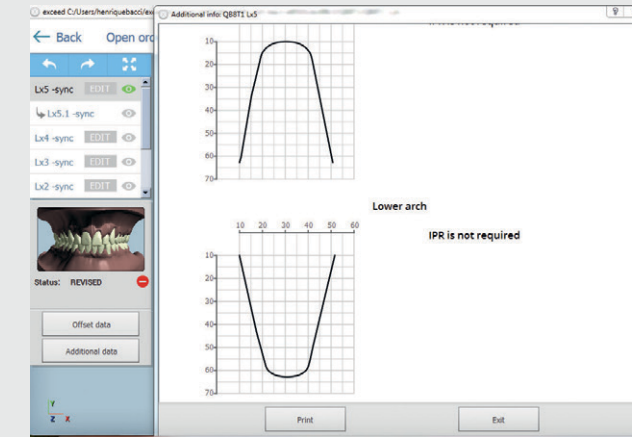 exceed C:/Users/henriquebacci/ex
Additional info: QB8T1 Lx5
Back
Open ord
Lx5 -sync EDIT
Lx5.1 -sync
Lx4 -sync EDIT
Lx3 -sync EDIT
Lx2 -sync EDIT
Status: REVISED
Offset data
Additional data
Y
Z X
10
20
30
40
50
60
70
Lower arch
10 20 30 40 50 60
IPR is not required
10
20
30
40
50
60
70
Print
Exit